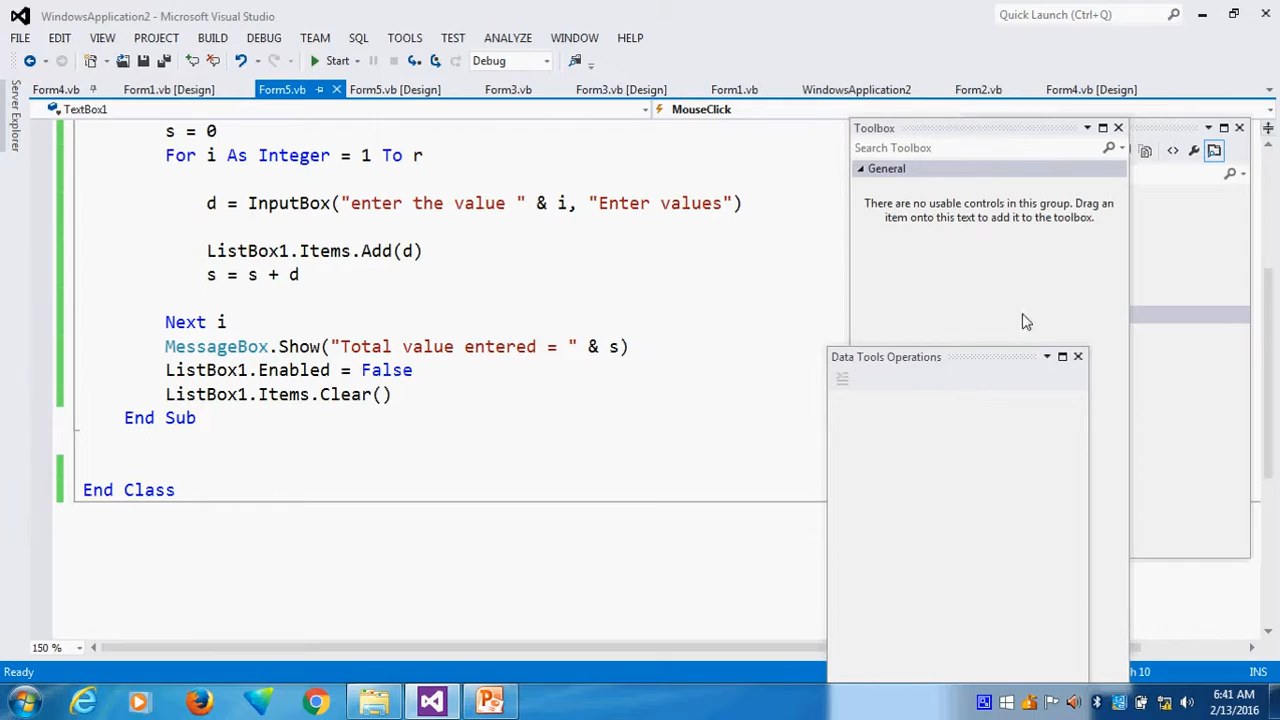 WindowsApplication2 - Microsoft Visual Studio
Quick Launch (Ctrl+Q)
FILE EDIT VIEW PROJECT BUILD DEBUG TEAM SQL TOOLS TEST ANALYZE WINDOW HELP
Start Debug
Form4.vb Form1.vb [Design] Form5.vb Form5.vb [Design] Form3.vb Form3.vb [Design] Form1.vb WindowsApplication2 Form2.vb Form4.vb [Design]
Server Explorer
TextBox1 MouseClick
s = 0
For i As Integer = 1 To r
d = InputBox("enter the value " & i, "Enter values")
ListBox1.Items.Add(d)
s = s + d
Next i
MessageBox.Show("Total value entered = " & s)
ListBox1.Enabled = False
ListBox1.Items.Clear()
End Sub
End Class
Toolbox
Search Toolbox
General
There are no usable controls in this group. Drag an item onto this text to add it to the toolbox.
Data Tools Operations
150 %
Ready
h 10
INS
6:41 AM
2/13/2016